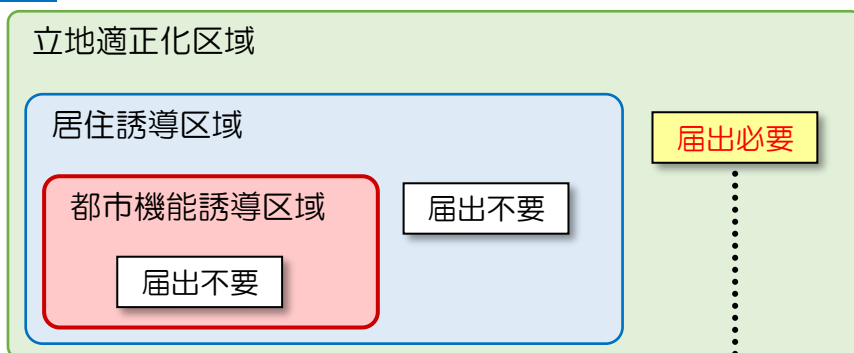 立地適正化区域
居住誘導区域
届出必要
都市機能誘導区域
届出不要
届出不要